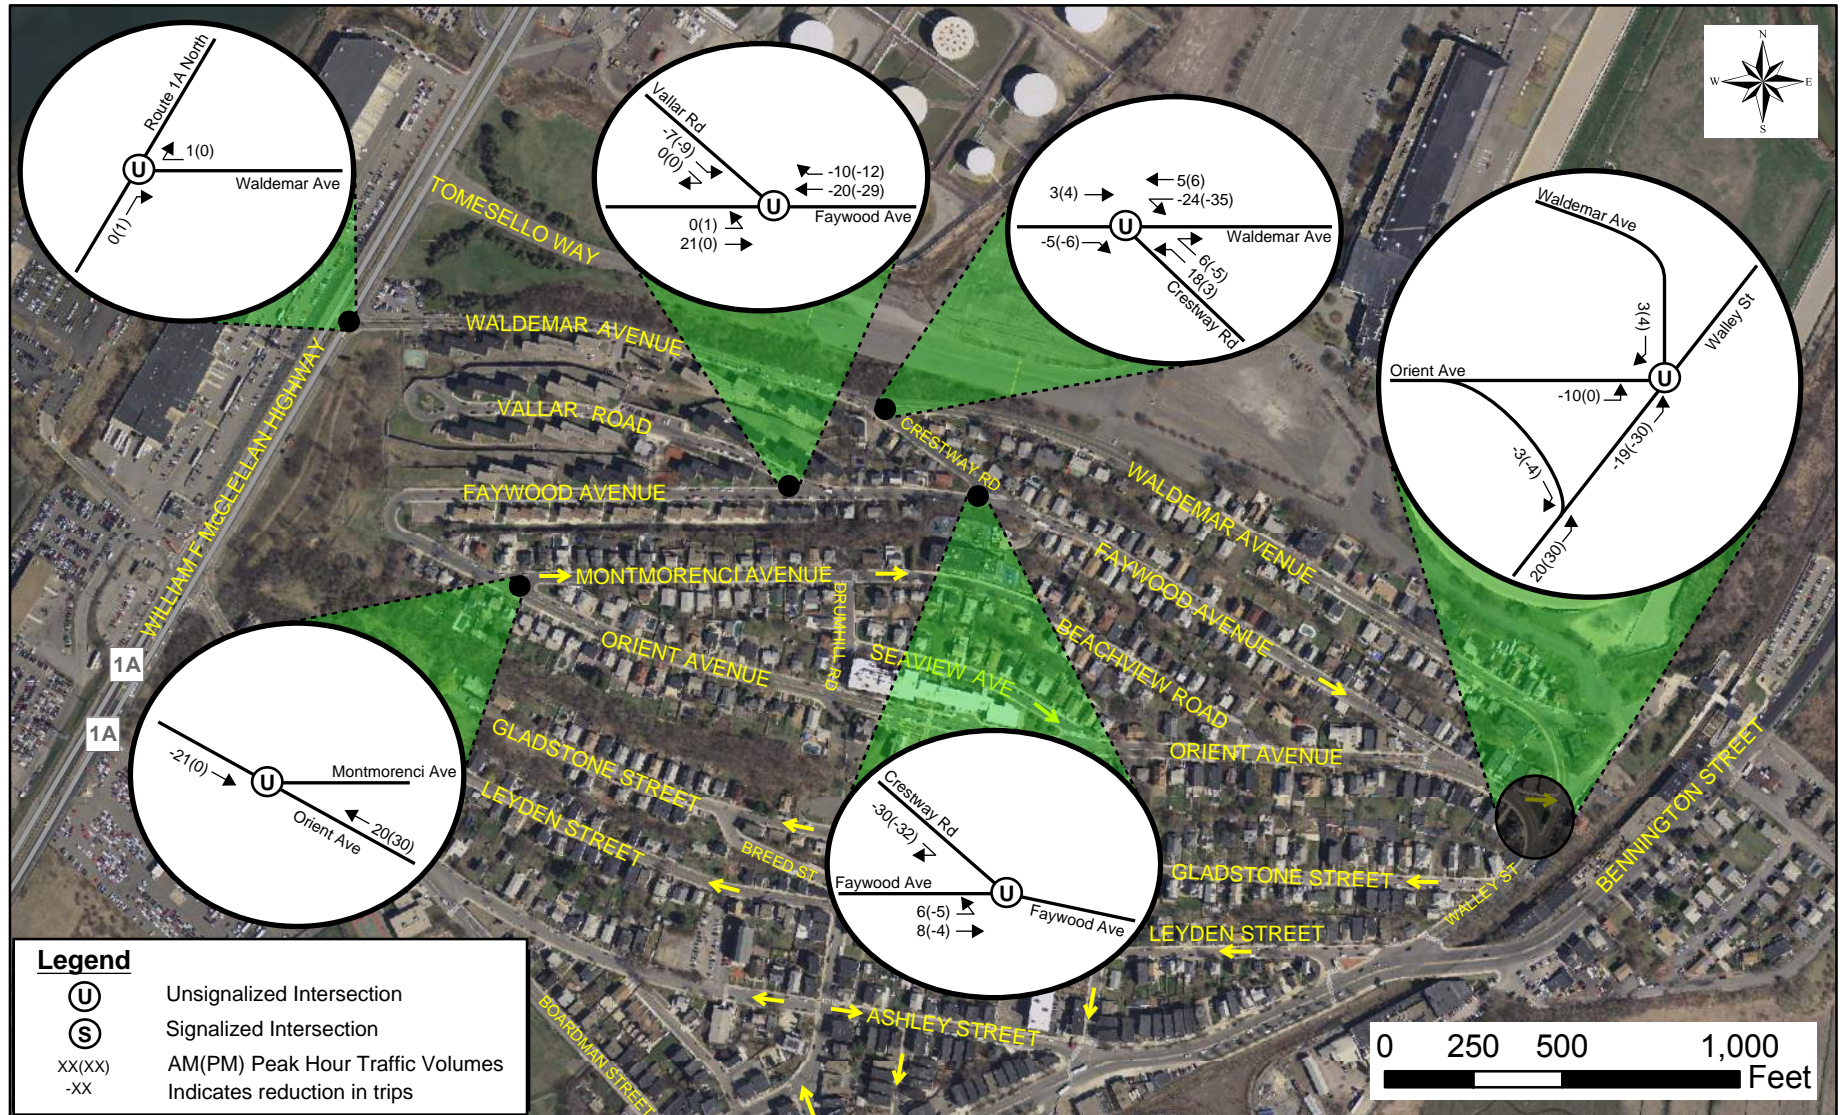 Route 1A North
1(0)
Waldemar Ave
0(1)
U
Vallar Rd
-7(-9)
0(0)
-10(-12)
-20(-29)
U
Faywood Ave
0(1)
21(0)
3(4)
5(6)
-24(-35)
U
Waldemar Ave
-5(-6)
6(-5)
18(3)
Crestway Rd
N
W
E
S
Waldemar Ave
3(4)
Walley St
Orient Ave
U
-10(0)
-19(-30)
-3(-4)
20(30)
TOMESELLO WAY
WALDEMAR AVENUE
VALLAR ROAD
CRESTWAY RD
FAYWOOD AVENUE
WALDEMAR AVENUE
WILLIAM F McCLELLAN HIGHWAY
MONTMORENCI AVENUE
FAYWOOD AVENUE
DRUMHILL RD
BEACHVIEW ROAD
ORIENT AVENUE
SEAVIEW AVE
1A
1A
ORIENT AVENUE
GLADSTONE STREET
LEYDEN STREET
BREED ST
GLADSTONE STREET
WALLEY ST
BENNINGTON STREET
LEYDEN STREET
ASHLEY STREET
BOARDMAN STREET
-21(0)
U
Montmorenci Ave
Orient Ave
20(30)
Crestway Rd
-30(-32)
Faywood Ave
U
6(-5)
8(-4)
Faywood Ave
Legend
U Unsignalized Intersection
S Signalized Intersection
XX(XX) AM(PM) Peak Hour Traffic Volumes
-XX Indicates reduction in trips
0 250 500 1,000
Feet